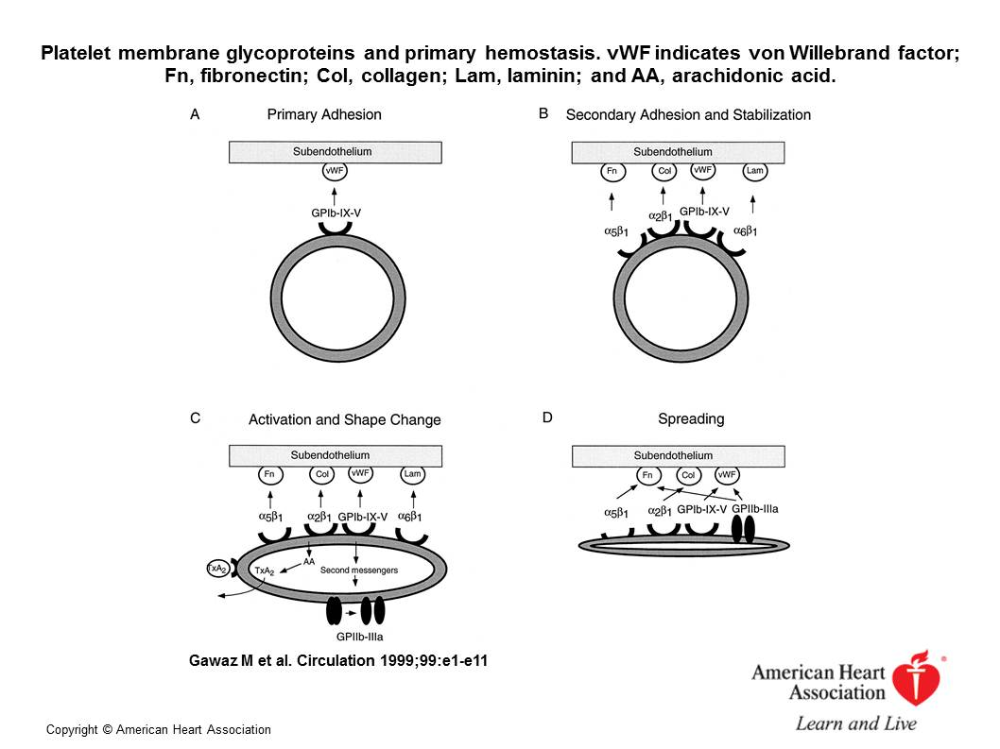 Platelet membrane glycoproteins and primary hemostasis. vWF indicates von Willebrand factor;
Fn, fibronectin; Col, collagen; Lam, laminin; and AA, arachidonic acid.
A Primary Adhesion
Subendothelium
vWF
GPIb-IX-V
B Secondary Adhesion and Stabilization
Subendothelium
Fn Col vWF Lam
α5β1 α2β1 GPIb-IX-V α6β1
C Activation and Shape Change
Subendothelium
Fn Col vWF Lam
α5β1 α2β1 GPIb-IX-V α6β1
TxA2 TxA2 AA Second messengers
GPIIb-IIIa
D Spreading
Subendothelium
Fn Col vWF
α5β1 α2β1 GPIb-IX-V GPIIb-IIIa
Gawaz M et al. Circulation 1999;99:e1-e11
American Heart
Association
®
Learn and Live
Copyright © American Heart Association